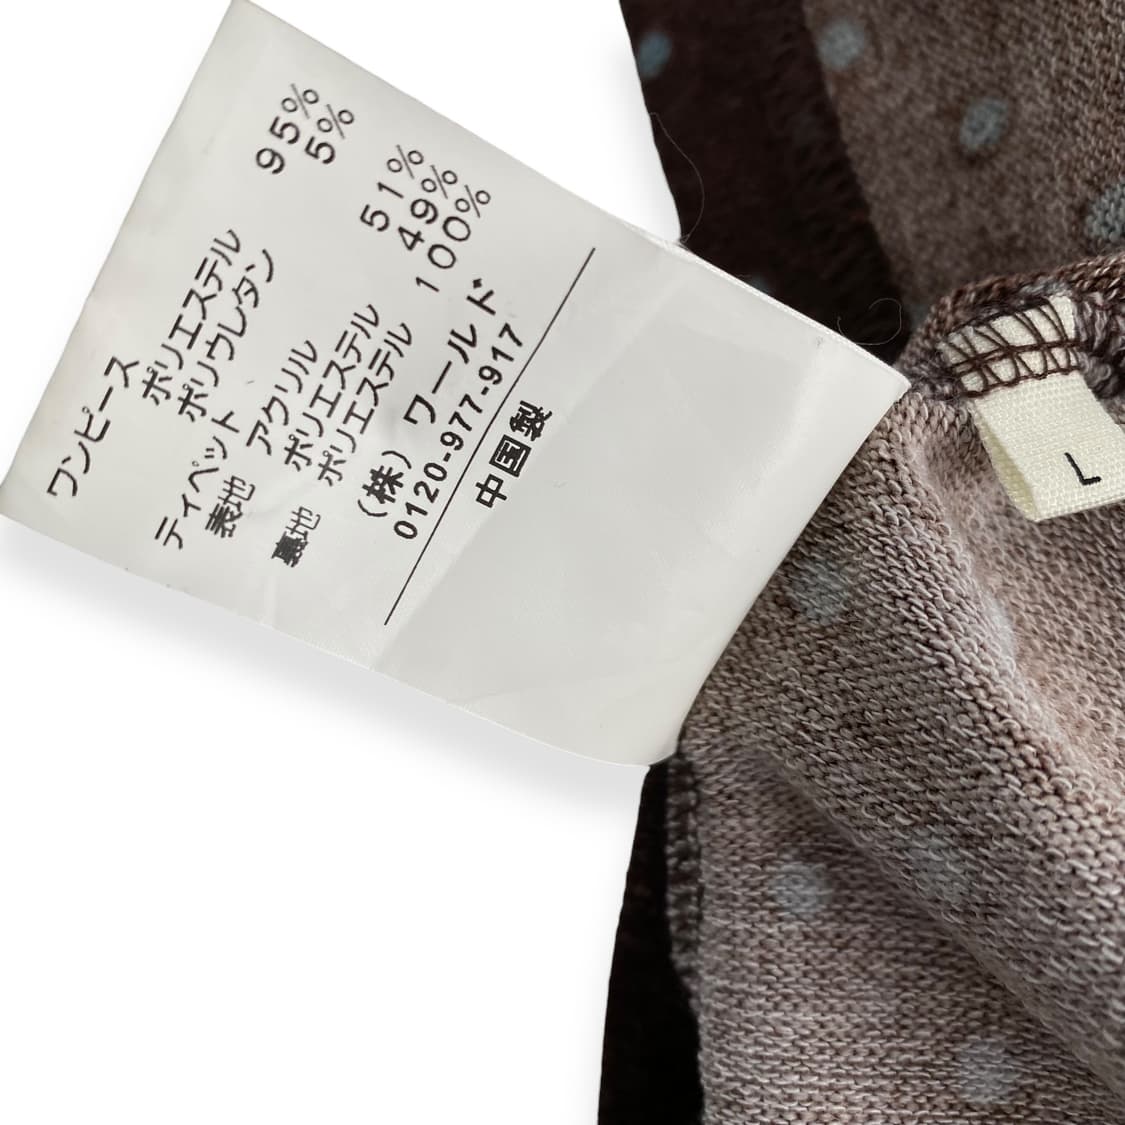 ワンピース
ポリエステル 95%
ポリウレタン 5%
ティペット
表地 アクリル 51%
ポリエステル 49%
裏地 ポリエステル 100%
(株) ワールド
0120-977-917
中国製
L